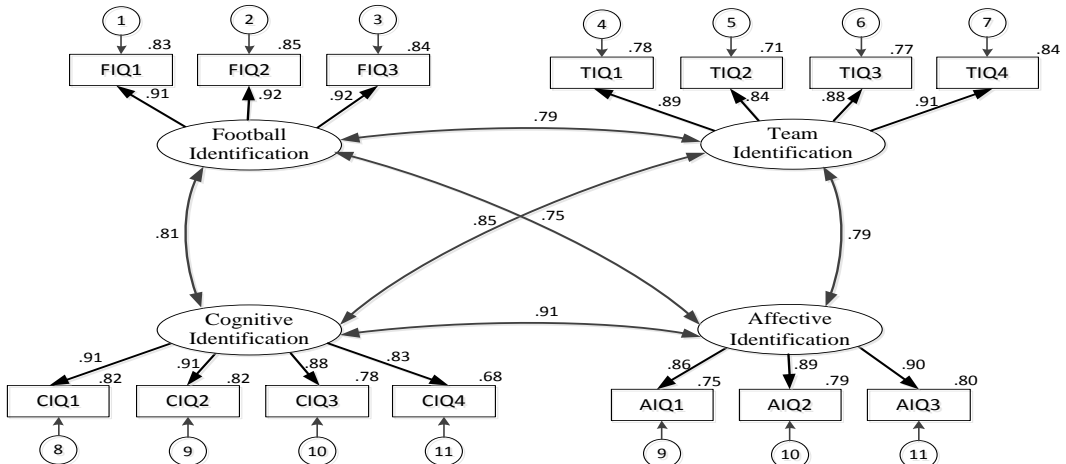 1 2 3 4 5 6 7
.83 .85 .84 .78 .71 .77 .84
FIQ1 FIQ2 FIQ3 TIQ1 TIQ2 TIQ3 TIQ4
.91 .92 .92 .89 .84 .88 .91
Football
Identification
.79
Team
Identification
.81 .85 .75 .79
Cognitive
Identification
.91
Affective
Identification
.91 .91 .88 .83 .86 .89 .90
.82 .82 .78 .68 .75 .79 .80
CIQ1 CIQ2 CIQ3 CIQ4 AIQ1 AIQ2 AIQ3
8 9 10 11 9 10 11